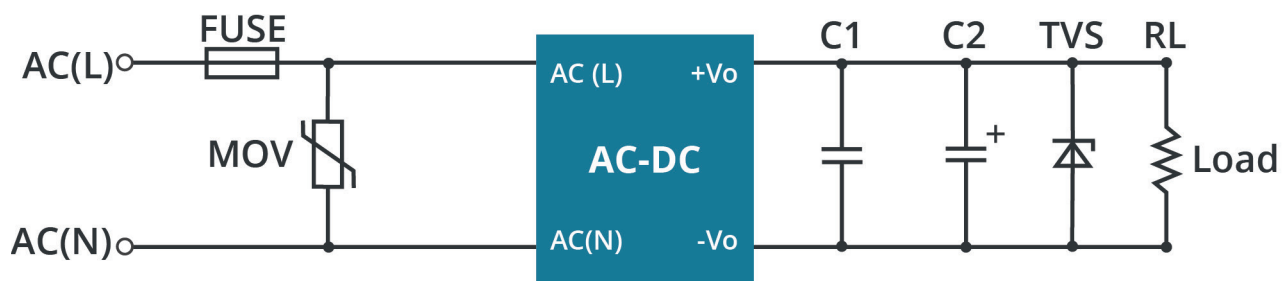 FUSE
C1 C2 TVS RL
AC(L)
AC (L) +Vo
MOV
AC-DC
+
Load
AC(N)
AC(N) -Vo